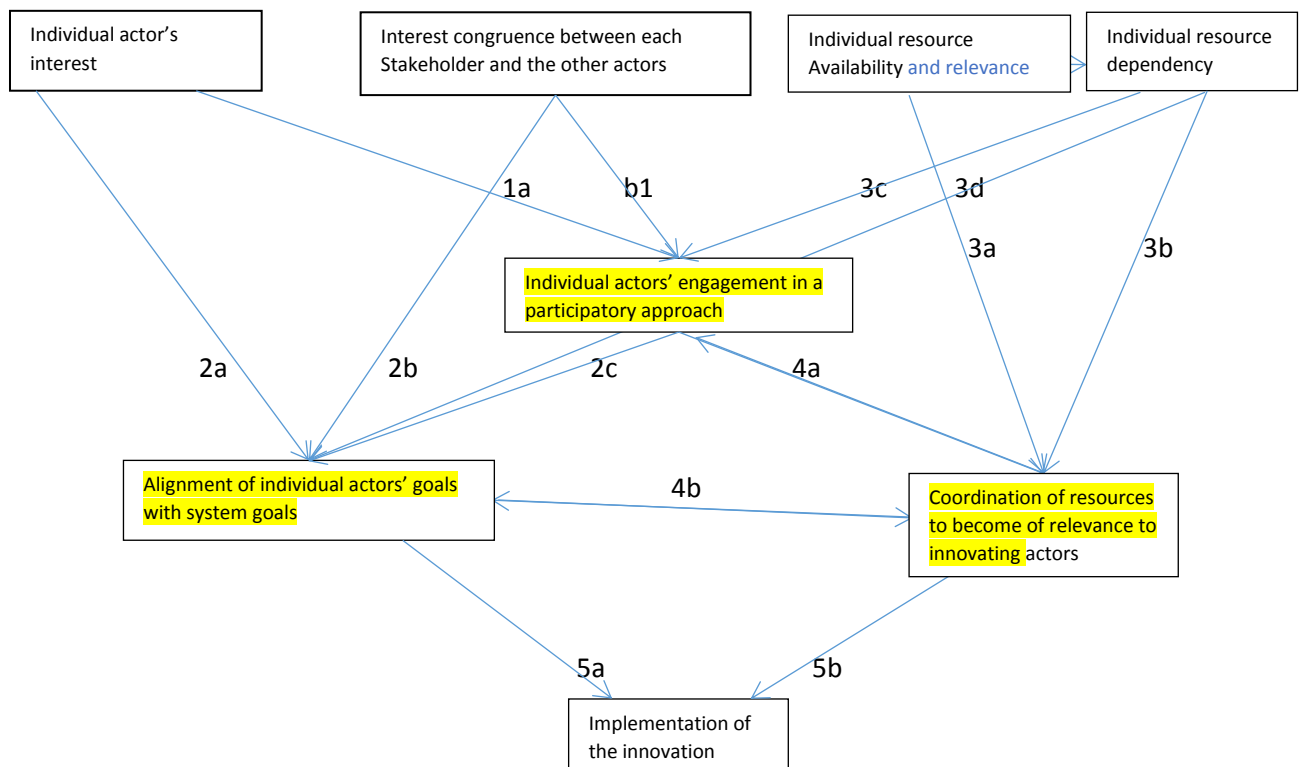 Individual actor's
interest
Interest congruence between each
Stakeholder and the other actors
Individual resource
Availability and relevance
Individual resource
dependency
1a
b1
3c
3d
3a
3b
Individual actors' engagement in a
participatory approach
2a
2b
2c
4a
Alignment of individual actors' goals
with system goals
4b
Coordination of resources
to become of relevance to
innovating actors
5a
5b
Implementation of
the innovation